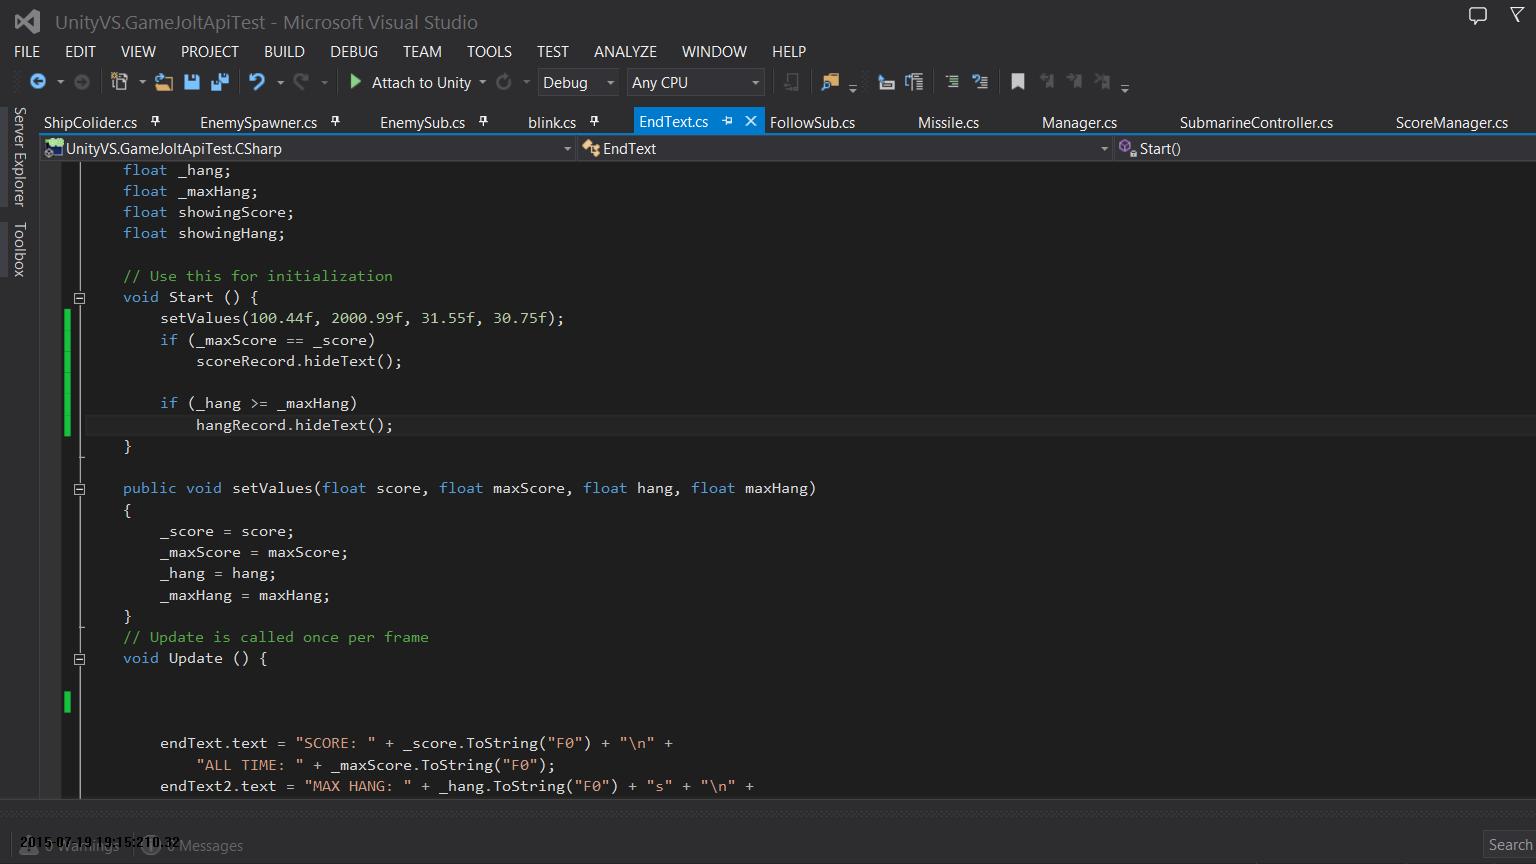 UnityVS.GameJoltApiTest - Microsoft Visual Studio
FILE EDIT VIEW PROJECT BUILD DEBUG TEAM TOOLS TEST ANALYZE WINDOW HELP
Attach to Unity Debug Any CPU
Server Explorer
Toolbox
ShipColider.cs EnemySpawner.cs EnemySub.cs blink.cs EndText.cs FollowSub.cs Missile.cs Manager.cs SubmarineController.cs ScoreManager.cs
UnityVS.GameJoltApiTest.CSharp EndText Start()
float _hang;
float _maxHang;
float showingScore;
float showingHang;
// Use this for initialization
void Start () {
setValues(100.44f, 2000.99f, 31.55f, 30.75f);
if (_maxScore == _score)
scoreRecord.hideText();
if (_hang >= _maxHang)
hangRecord.hideText();
}
public void setValues(float score, float maxScore, float hang, float maxHang)
{
_score = score;
_maxScore = maxScore;
_hang = hang;
_maxHang = maxHang;
}
// Update is called once per frame
void Update () {
endText.text = "SCORE: " + _score.ToString("F0") + "\n" +
"ALL TIME: " + _maxScore.ToString("F0");
endText2.text = "MAX HANG: " + _hang.ToString("F0") + "s" + "\n" +
0 Warnings 0 Messages
Search